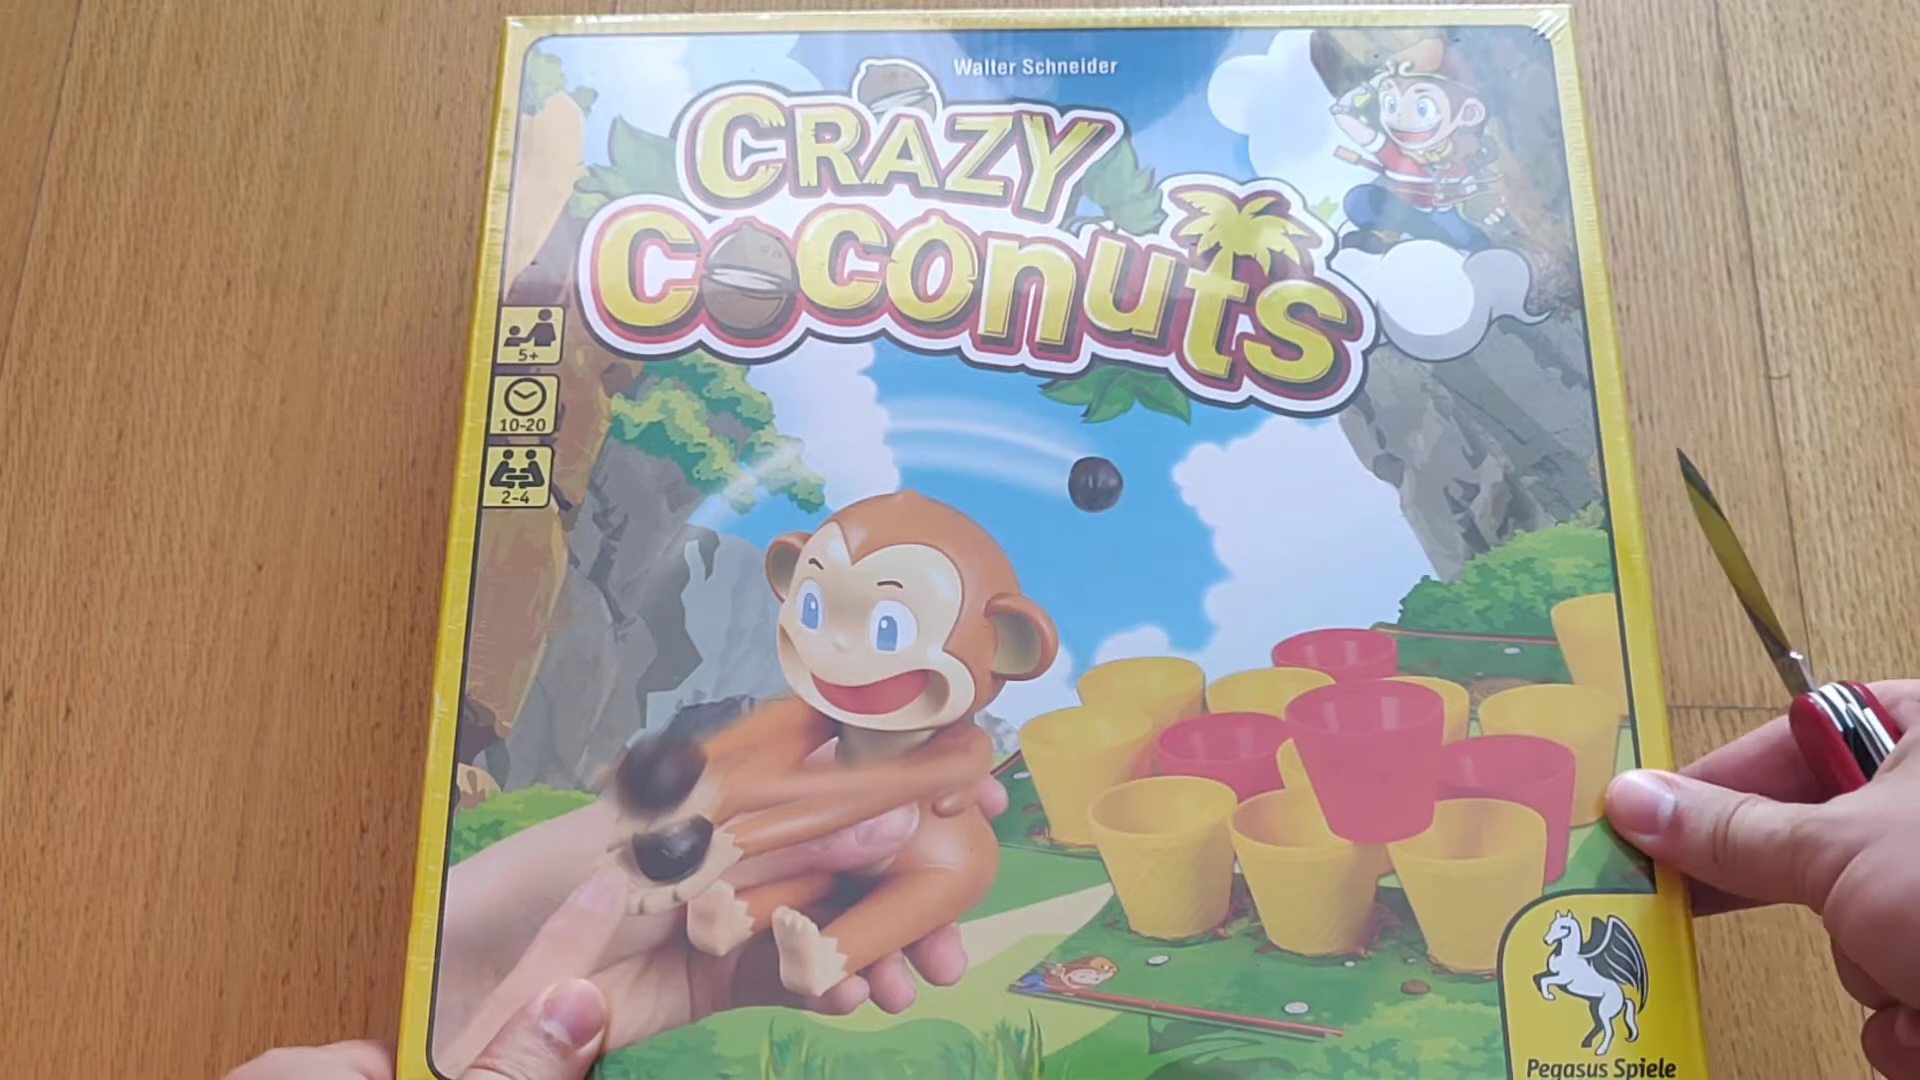 Walter Schneider
CRAZY
Coconuts
5+
10-20
2-4
Pegasus Spiele